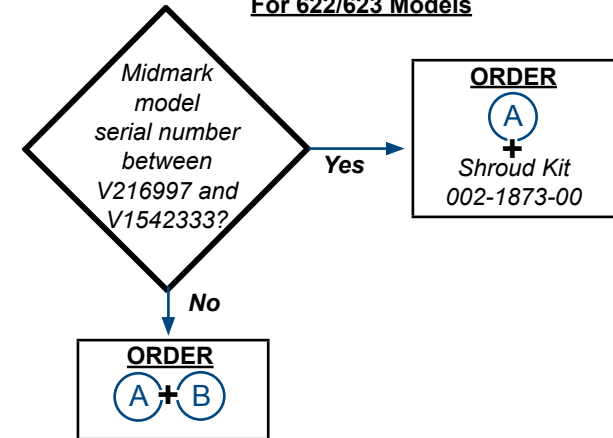 For 622/623 Models
Midmark
model
serial number
between
V216997 and
V1542333?
Yes
ORDER
A
+
Shroud Kit
002-1873-00
No
ORDER
A + B